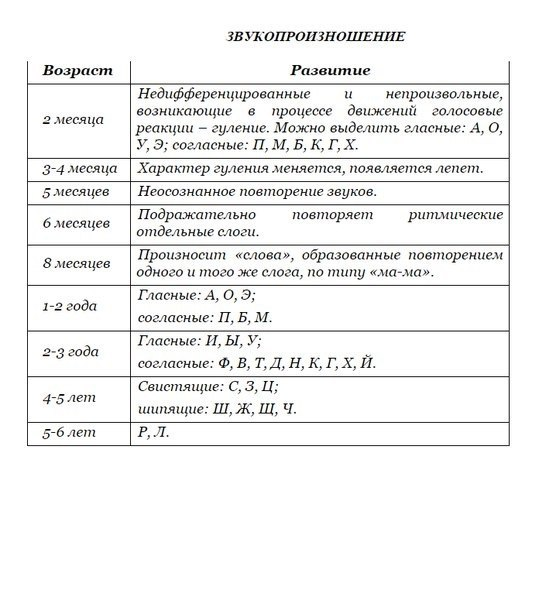 ЗВУКОПРОИЗНОШЕНИЕ
Возраст Развитие
2 месяца
Недифференцированные и непроизвольные,
возникающие в процессе движений голосовые
реакции – гуление. Можно выделить гласные: А, О,
У, Э; согласные: П, М, Б, К, Г, Х.
3-4 месяца Характер гуления меняется, появляется лепет.
5 месяцев Неосознанное повторение звуков.
6 месяцев
Подражательно повторяет ритмические
отдельные слоги.
8 месяцев
Произносит «слова», образованные повторением
одного и того же слога, по типу «ма-ма».
1-2 года
Гласные: А, О, Э;
согласные: П, Б, М.
2-3 года
Гласные: И, Ы, У;
согласные: Ф, В, Т, Д, Н, К, Г, Х, Й.
4-5 лет
Свистящие: С, З, Ц;
шипящие: Ш, Ж, Щ, Ч.
5-6 лет Р, Л.